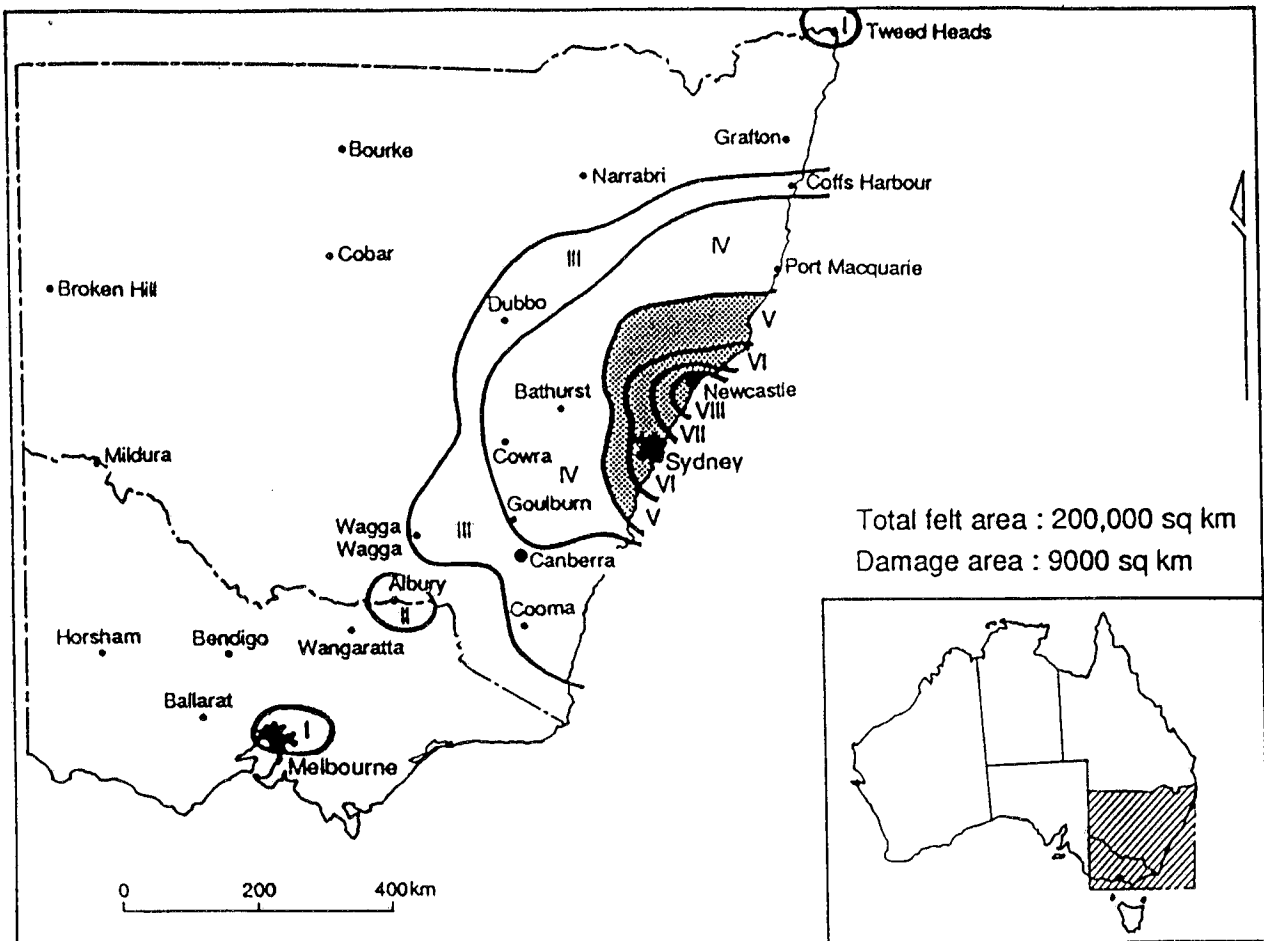 I
Tweed Heads
Grafton
Bourke
Narrabri
Coffs Harbour
IV
III
Cobar
Port Macquarie
Broken Hill
Dubbo
V
VI
Bathurst
Newcastle
VIII
VII
Cowra
Mildura
Sydney
IV
VI
Goulburn
V
Wagga
Wagga
III
Canberra
Total felt area : 200,000 sq km
Damage area : 9000 sq km
Albury
II
Cooma
Horsham
Bendigo
Wangaratta
Ballarat
I
Melbourne
0
200
400km